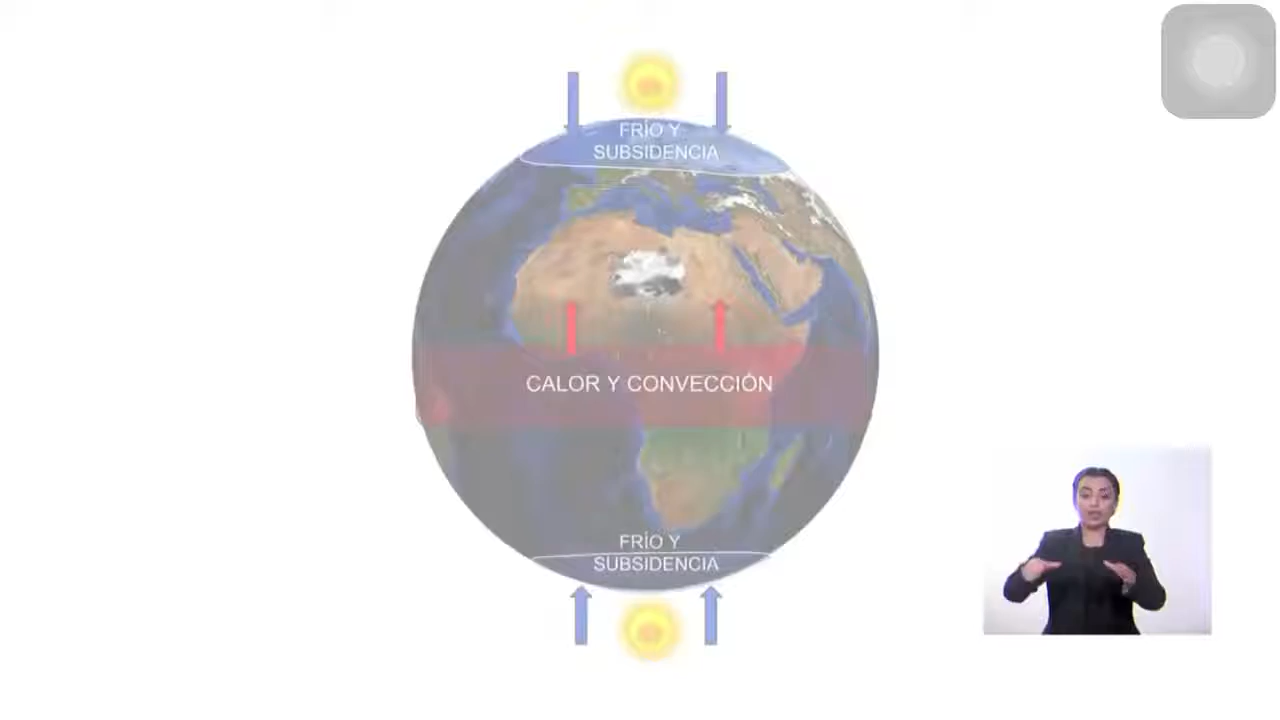 FRÍO Y
SUBSIDENCIA
CALOR Y CONVECCIÓN
FRÍO Y
SUBSIDENCIA